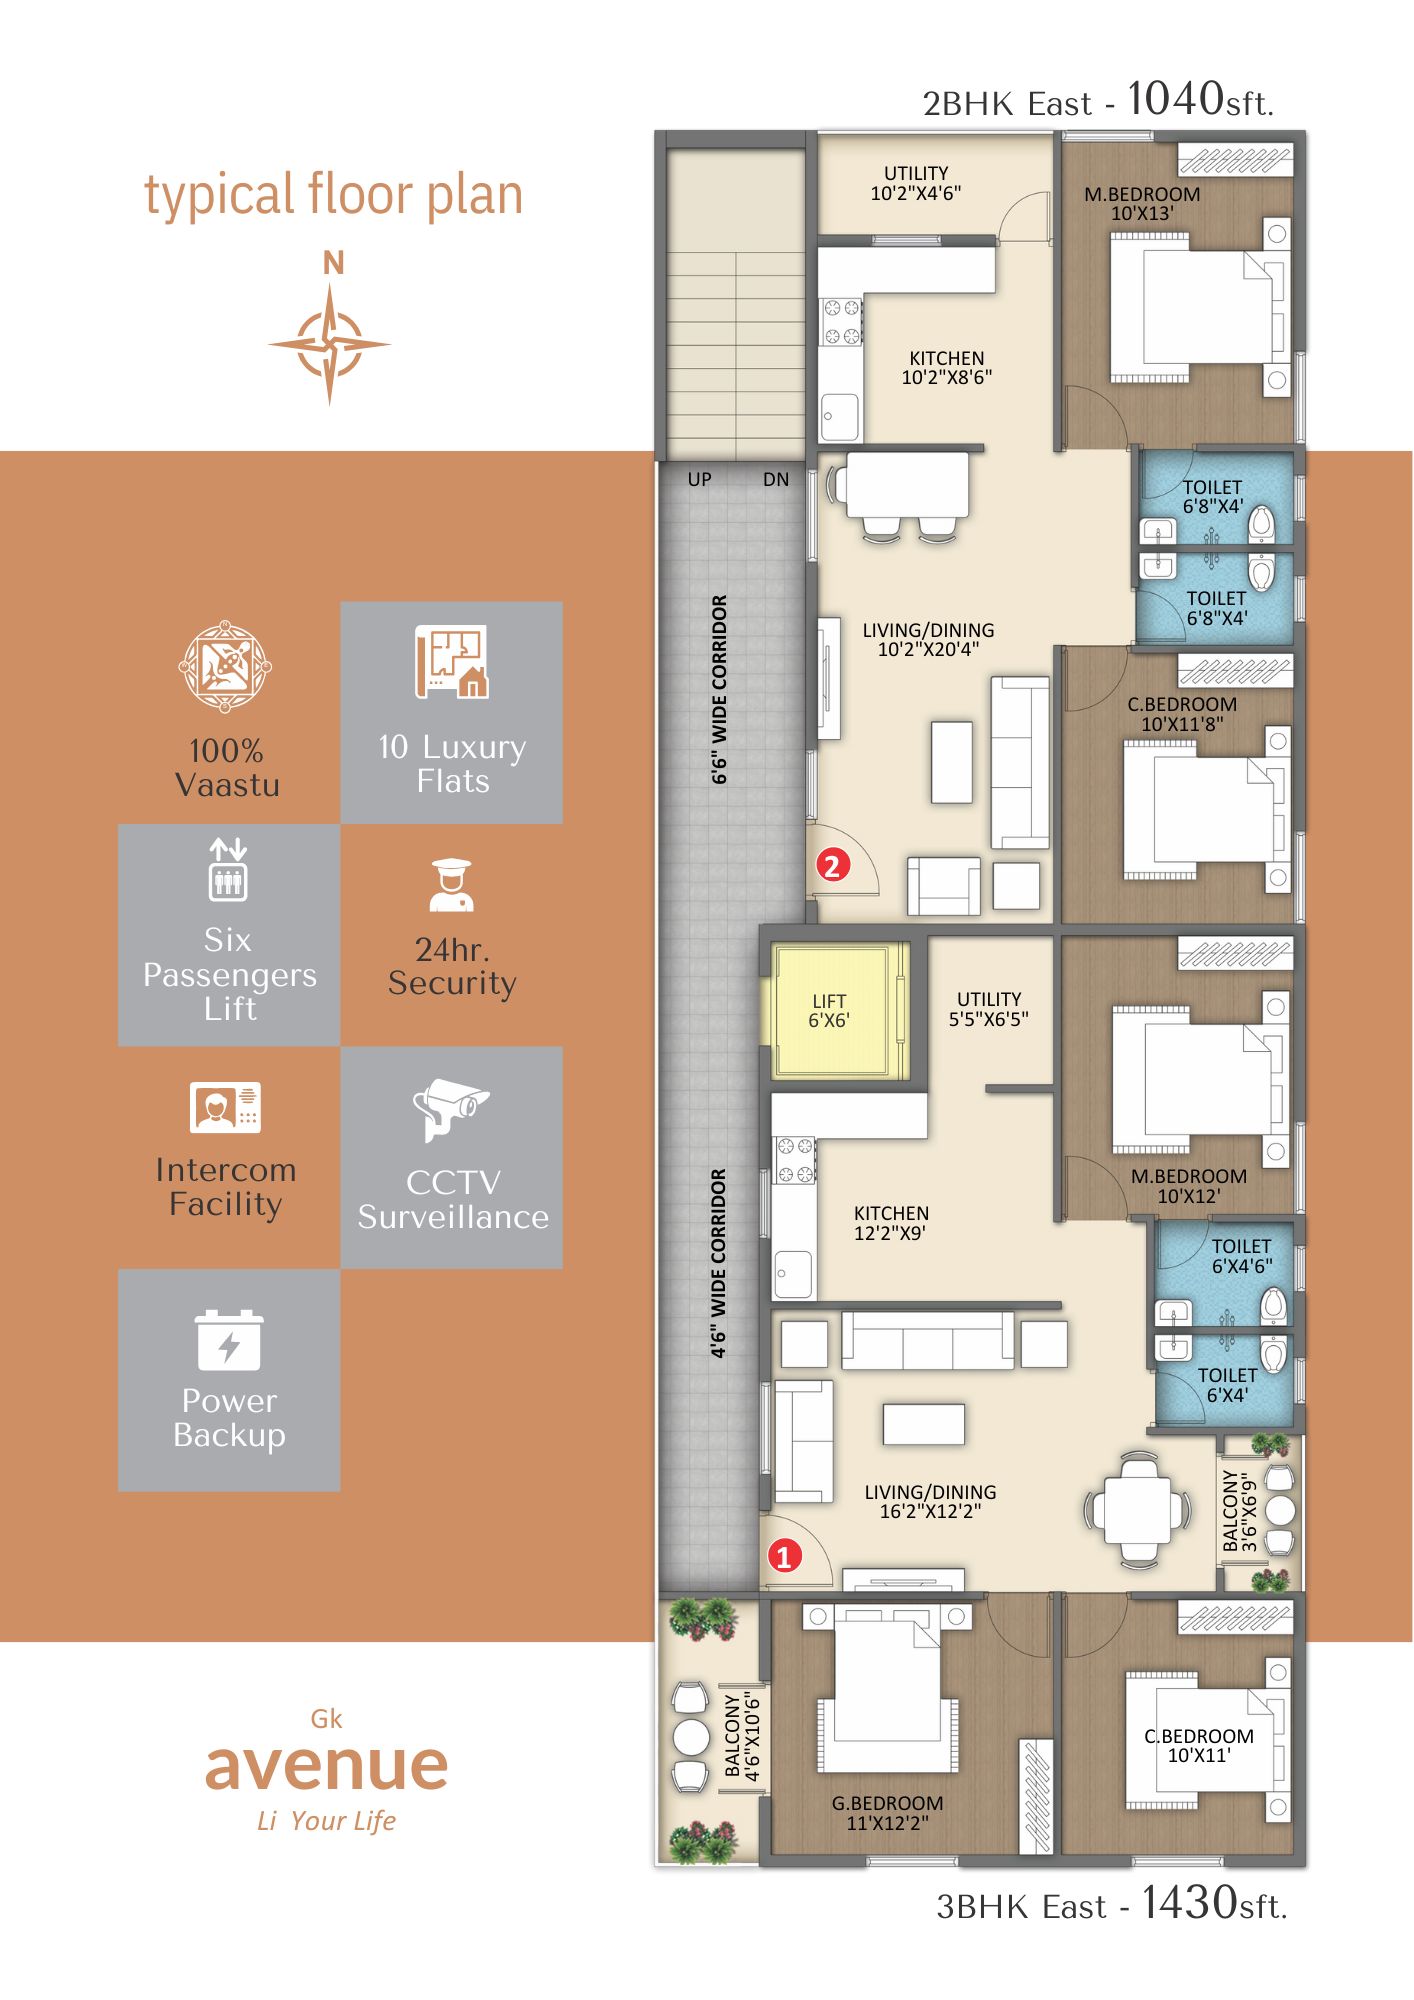 2BHK East - 1040sft.
typical floor plan
N
UTILITY
10'2"X4'6"
M.BEDROOM
10'X13'
KITCHEN
10'2"X8'6"
UP
DN
TOILET
6'8"X4'
TOILET
6'8"X4'
6'6" WIDE CORRIDOR
LIVING/DINING
10'2"X20'4"
C.BEDROOM
10'X11'8"
2
100%
Vaastu
10 Luxury
Flats
Six
Passengers
Lift
24hr.
Security
Intercom
Facility
CCTV
Surveillance
Power
Backup
LIFT
6'X6'
UTILITY
5'5"X6'5"
M.BEDROOM
10'X12'
4'6" WIDE CORRIDOR
KITCHEN
12'2"X9'
TOILET
6'X4'6"
TOILET
6'X4'
LIVING/DINING
16'2"X12'2"
BALCONY
3'6"X6'9"
1
BALCONY
4'6"X10'6"
G.BEDROOM
11'X12'2"
C.BEDROOM
10'X11'
Gk
avenue
Li Your Life
3BHK East - 1430sft.